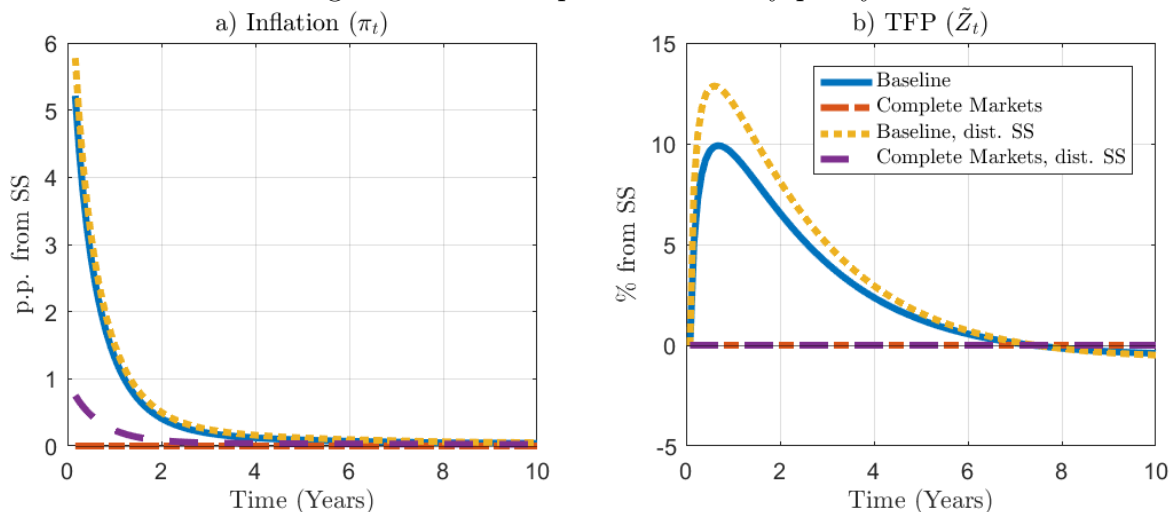 a) Inflation (π_t)
6
5
4
3
2
1
0
p.p. from SS
0 2 4 6 8 10
Time (Years)
b) TFP (Z̃_t)
15
10
5
0
-5
% from SS
Baseline
Complete Markets
Baseline, dist. SS
Complete Markets, dist. SS
0 2 4 6 8 10
Time (Years)